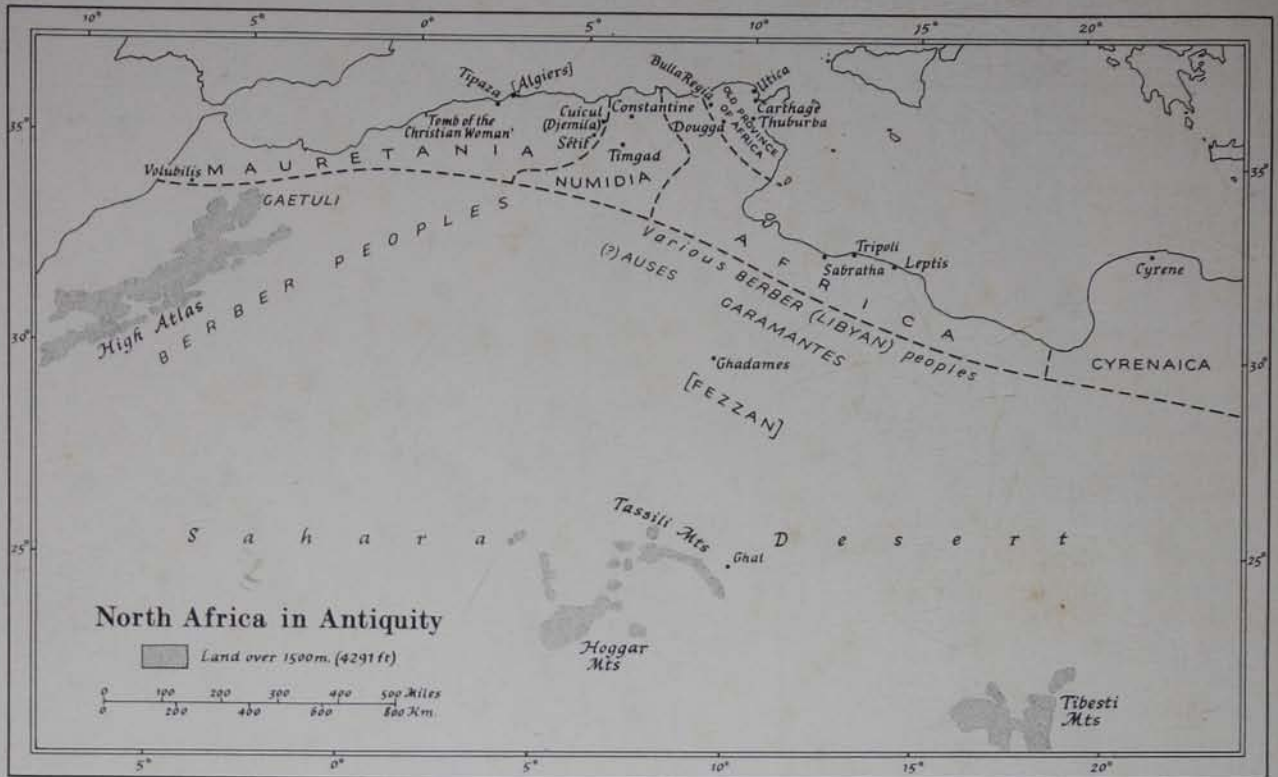 10° 5° 0° 5° 10° 15° 20°
35°
30°
25°
35°
30°
25°
Tipaza
[Algiers]
'Tomb of the
Christian Woman'
Cuicul
(Djemila)
Sétif
Constantine
Timgad
Bulla Regia
Dougga
OLD PROVINCE
OF AFRICA
Utica
Carthage
Thuburba
Volubilis
MAURETANIA
NUMIDIA
GAETULI
BERBER PEOPLES
High Atlas
AFRICA
Various BERBER (LIBYAN) peoples
(?) AUSES
GARAMANTES
Tripoli
Sabratha
Leptis
Cyrene
CYRENAICA
Ghadames
[FEZZAN]
Sahara Desert
Tassili Mts
Ghat
Hoggar
Mts
Tibesti
Mts
North Africa in Antiquity
Land over 1500m. (4291 ft)
0 100 200 300 400 500 Miles
0 200 400 600 800 Km.
5° 0° 5° 10° 15° 20°